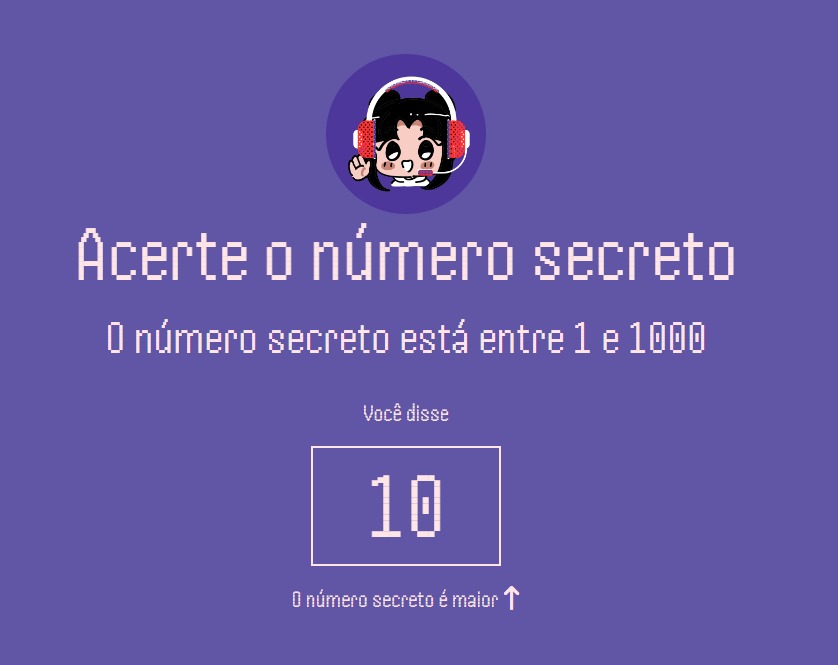 Acerte o número secreto
O número secreto está entre 1 e 1000
Você disse
10
O número secreto é maior ↑